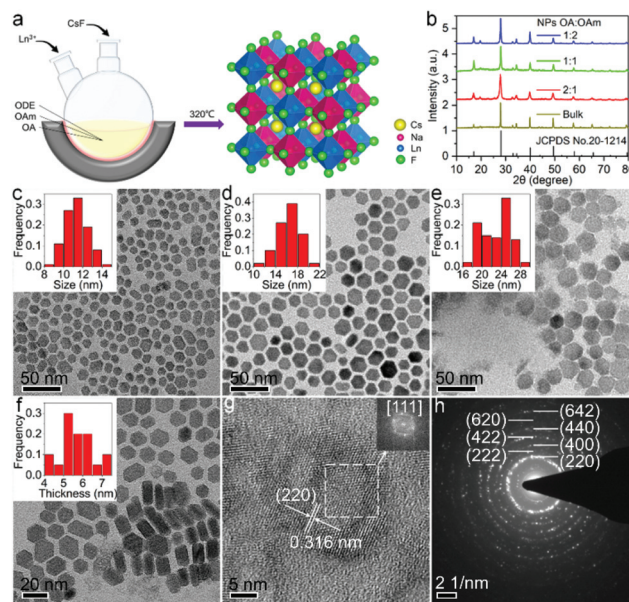 a
CsF
Ln³⁺
ODE
OAm
OA
320℃
Cs
Na
Ln
F
b
NPs OA:OAm
1:2
1:1
2:1
Bulk
JCPDS No.20-1214
Intensity (a.u.)
0 1 2 3 4 5
10 20 30 40 50 60 70 80
2θ (degree)
c
Frequency
0.0 0.1 0.2 0.3
8 10 12 14
Size (nm)
50 nm
d
Frequency
0.0 0.1 0.2 0.3 0.4
10 14 18 22
Size (nm)
50 nm
e
Frequency
0.0 0.1 0.2 0.3
16 20 24 28
Size (nm)
50 nm
f
Frequency
0.0 0.1 0.2 0.3
4 5 6 7
Thickness (nm)
20 nm
g
[111]
(220)
0.316 nm
5 nm
h
(620)
(422)
(222)
(642)
(440)
(400)
(220)
2 1/nm